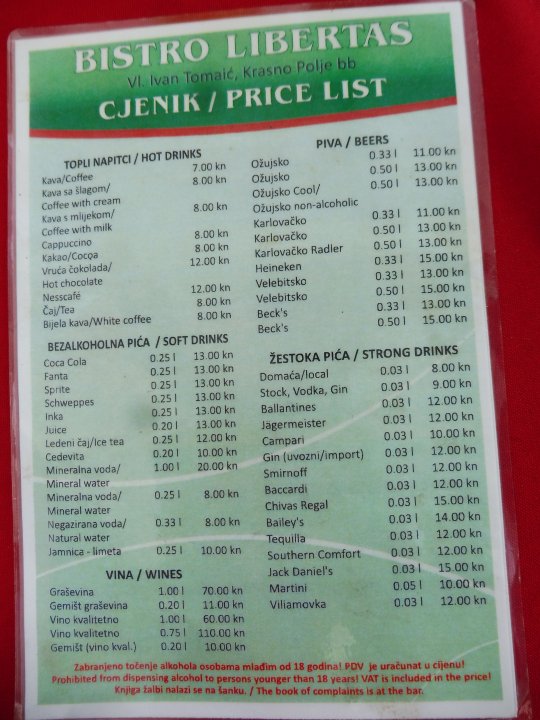 BISTRO LIBERTAS
Vl. Ivan Tomaić, Krasno Polje bb
CJENIK / PRICE LIST
TOPLI NAPITCI / HOT DRINKS
Kava/Coffee 7.00 kn
Kava sa šlagom/ 8.00 kn
Coffee with cream
Kava s mlijekom/ 8.00 kn
Coffee with milk
Cappuccino 8.00 kn
Kakao/Cocoa 8.00 kn
Vruća čokolada/ 12.00 kn
Hot chocolate
Nesscafé 12.00 kn
Čaj/Tea 8.00 kn
Bijela kava/White coffee 8.00 kn
BEZALKOHOLNA PIĆA / SOFT DRINKS
Coca Cola 0.25 l 13.00 kn
Fanta 0.25 l 13.00 kn
Sprite 0.25 l 13.00 kn
Schweppes 0.25 l 13.00 kn
Inka 0.25 l 13.00 kn
Juice 0.20 l 13.00 kn
Ledeni čaj/Ice tea 0.25 l 12.00 kn
Cedevita 0.20 l 10.00 kn
Mineralna voda/ 1.00 l 20.00 kn
Mineral water
Mineralna voda/ 0.25 l 8.00 kn
Mineral water
Negazirana voda/ 0.33 l 8.00 kn
Natural water
Jamnica - limeta 0.25 l 10.00 kn
VINA / WINES
Graševina 1.00 l 70.00 kn
Gemišt graševina 0.20 l 11.00 kn
Vino kvalitetno 1.00 l 60.00 kn
Vino kvalitetno 0.75 l 110.00 kn
Gemišt (vino kval.) 0.20 l 10.00 kn
PIVA / BEERS
Ožujsko 0.33 l 11.00 kn
Ožujsko 0.50 l 13.00 kn
Ožujsko Cool/ 0.50 l 13.00 kn
Ožujsko non-alcoholic
Karlovačko 0.33 l 11.00 kn
Karlovačko 0.50 l 13.00 kn
Karlovačko Radler 0.50 l 13.00 kn
Heineken 0.33 l 15.00 kn
Velebitsko 0.33 l 13.00 kn
Velebitsko 0.50 l 15.00 kn
Beck's 0.33 l 13.00 kn
Beck's 0.50 l 15.00 kn
ŽESTOKA PIĆA / STRONG DRINKS
Domaća/local 0.03 l 8.00 kn
Stock, Vodka, Gin 0.03 l 9.00 kn
Ballantines 0.03 l 12.00 kn
Jägermeister 0.03 l 12.00 kn
Campari 0.03 l 10.00 kn
Gin (uvozni/import) 0.03 l 12.00 kn
Smirnoff 0.03 l 12.00 kn
Baccardi 0.03 l 12.00 kn
Chivas Regal 0.03 l 15.00 kn
Bailey's 0.03 l 14.00 kn
Tequilla 0.03 l 12.00 kn
Southern Comfort 0.03 l 12.00 kn
Jack Daniel's 0.03 l 15.00 kn
Martini 0.05 l 10.00 kn
Viliamovka 0.03 l 12.00 kn
Zabranjeno točenje alkohola osobama mlađim od 18 godina! PDV je uračunat u cijenu!
Prohibited from dispensing alcohol to persons younger than 18 years! VAT is included in the price!
Knjiga žalbi nalazi se na šanku. / The book of complaints is at the bar.